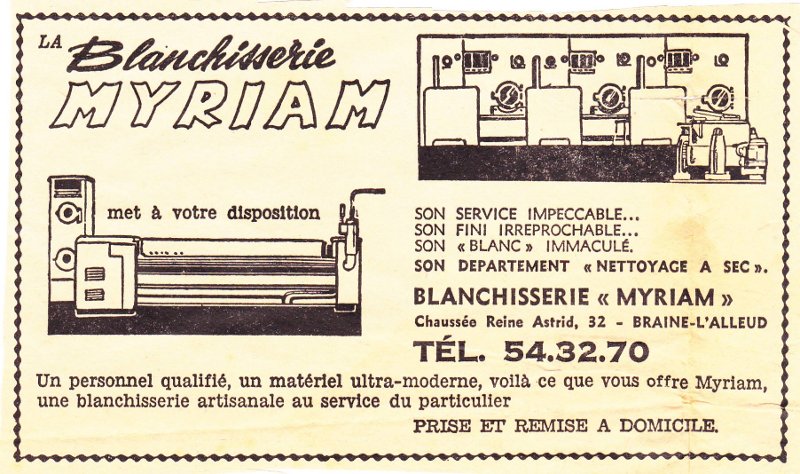 LA Blanchisserie
MYRIAM
met à votre disposition
SON SERVICE IMPECCABLE...
SON FINI IRREPROCHABLE...
SON « BLANC » IMMACULÉ.
SON DEPARTEMENT « NETTOYAGE A SEC ».
BLANCHISSERIE « MYRIAM »
Chaussée Reine Astrid, 32 - BRAINE-L'ALLEUD
TÉL. 54.32.70
Un personnel qualifié, un matériel ultra-moderne, voilà ce que vous offre Myriam,
une blanchisserie artisanale au service du particulier
PRISE ET REMISE A DOMICILE.